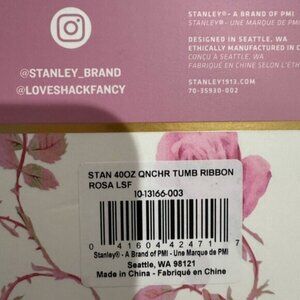 STANLEY® - A BRAND OF PMI
STANLEY® - UNE MARQUE DE PMI
DESIGNED IN SEATTLE, WA
ETHICALLY MANUFACTURED IN C
CONÇU À SEATTLE, WA
FABRIQUÉ EN CHINE SELON L'ÉTH
STANLEY1913.COM
70-35930-002
@STANLEY_BRAND
@LOVESHACKFANCY
STAN 40OZ QNCHR TUMB RIBBON
ROSA LSF
10-13166-003
0 41604 42471 7
Stanley® - A Brand of PMI - Une Marque de PMI
Seattle, WA 98121
Made in China - Fabriqué en Chine